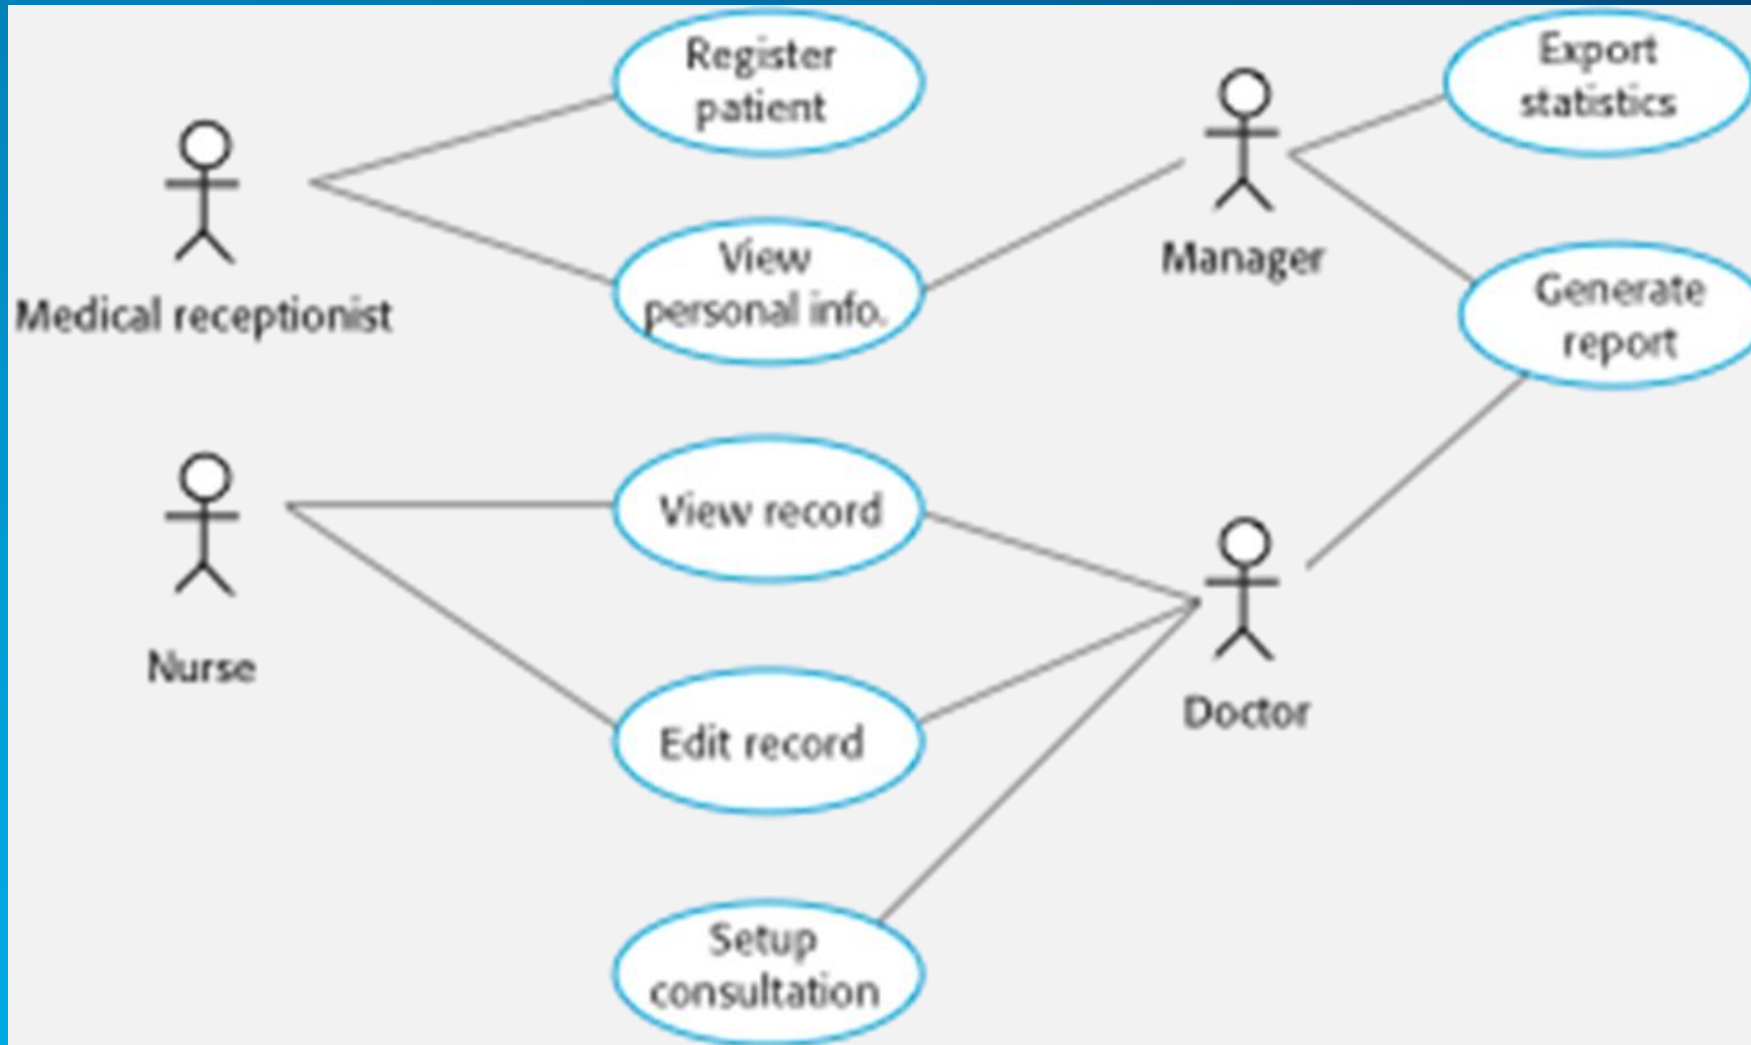 Register
patient
Export
statistics
View
personal info.
Manager
Generate
report
Medical receptionist
View record
Nurse
Edit record
Doctor
Setup
consultation